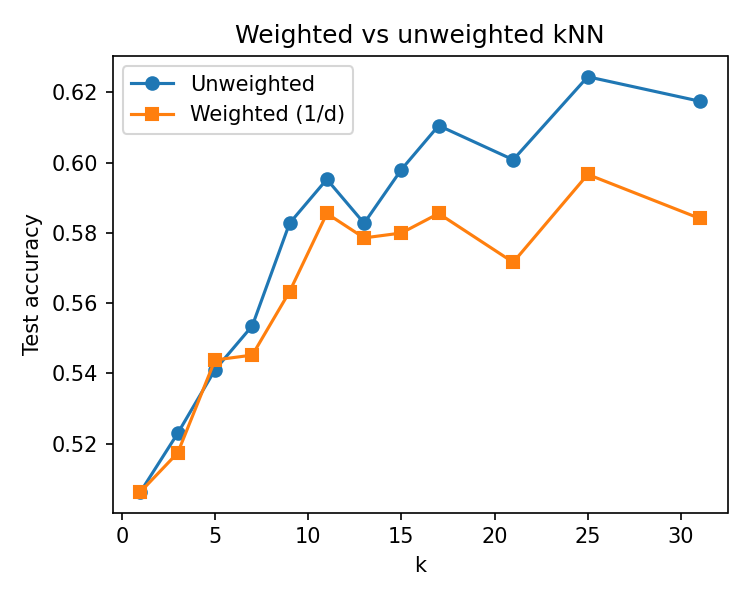 Weighted vs unweighted kNN
Unweighted
Weighted (1/d)
Test accuracy
0.62
0.60
0.58
0.56
0.54
0.52
0 5 10 15 20 25 30
k